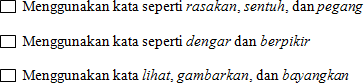 Menggunakan kata seperti rasakan, sentuh, dan pegang
Menggunakan kata seperti dengar dan berpikir
Menggunakan kata lihat, gambarkan, dan bayangkan